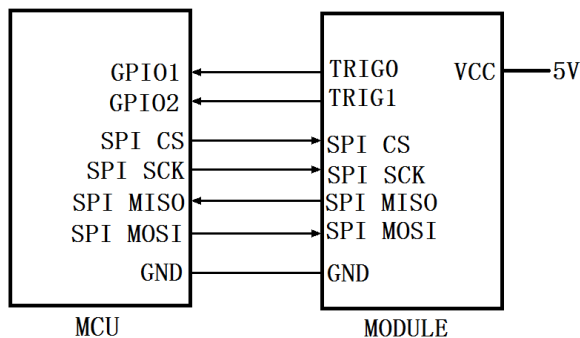 GPIO1
GPIO2
SPI CS
SPI SCK
SPI MISO
SPI MOSI
GND
MCU
TRIG0
TRIG1
SPI CS
SPI SCK
SPI MISO
SPI MOSI
GND
VCC
5V
MODULE